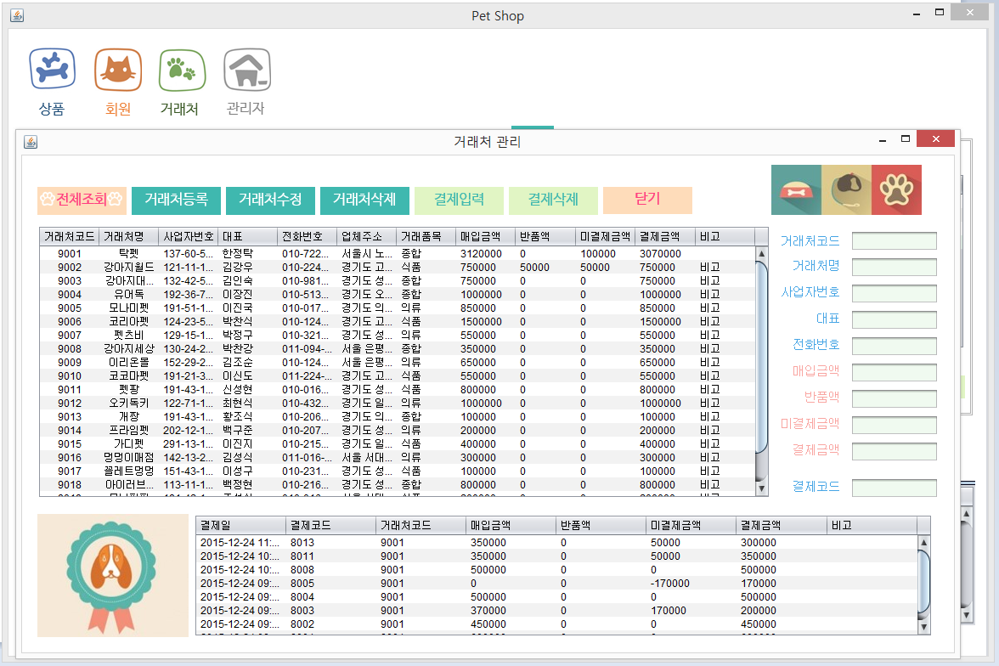 Pet Shop
상품 회원 거래처 관리자
거래처 관리
전체조회 거래처등록 거래처수정 거래처삭제 결제입력 결제삭제 닫기
거래처코드 거래처명 사업자번호 대표 전화번호 업체주소 거래품목 매입금액 반품액 미결제금액 결제금액 비고
9001 탁펫 137-60-5... 한정탁 010-722... 서울시 노... 종합 3120000 0 100000 3070000
9002 강아지월드 121-11-1... 김강우 010-224... 경기도 고... 식품 750000 50000 50000 750000 비고
9003 강아지대... 132-42-5... 김인숙 010-981... 경기도 성... 종합 750000 0 0 750000 비고
9004 유어독 192-36-7... 이장진 010-513... 경기도 오... 종합 1000000 0 0 1000000 비고
9005 모나미펫 191-51-1... 이진국 010-017... 경기도 의... 의류 850000 0 0 850000 비고
9006 코리아펫 124-23-5... 박찬식 010-124... 경기도 고... 식품 1500000 0 0 1500000 비고
9007 펫츠비 129-15-1... 박정구 010-321... 경기도 성... 의류 550000 0 0 550000 비고
9008 강아지세상 130-24-2... 박찬강 011-094-... 서울 은평... 종합 350000 0 0 350000 비고
9009 이리온몰 152-29-2... 김조순 010-124... 서울 은평... 의류 650000 0 0 650000 비고
9010 코코마펫 191-21-3... 이신도 011-224-... 경기도 고... 식품 550000 0 0 550000 비고
9011 펫팡 191-43-1... 신성현 010-016... 경기도 성... 식품 800000 0 0 800000 비고
9012 오키독키 122-71-1... 최현식 010-432... 경기도 일... 의류 1000000 0 0 1000000 비고
9013 개짱 191-43-1... 황조식 010-206... 경기도 의... 종합 100000 0 0 100000 비고
9014 프라임펫 202-12-1... 백구준 010-207... 경기도 성... 의류 200000 0 0 200000 비고
9015 가디펫 291-13-1... 이진지 010-215... 경기도 일... 식품 400000 0 0 400000 비고
9016 멍멍이매점 142-13-2... 김성식 011-016-... 서울 서대... 의류 300000 0 0 300000 비고
9017 꼴레트멍멍 151-43-1... 이성구 010-231... 경기도 성... 식품 100000 0 0 100000 비고
9018 아이러브... 113-11-1... 백정현 010-216... 경기도 성... 종합 800000 0 0 800000 비고
거래처코드
거래처명
사업자번호
대표
전화번호
매입금액
반품액
미결제금액
결제금액
결제코드
결제일 결제코드 거래처코드 매입금액 반품액 미결제금액 결제금액 비고
2015-12-24 11:... 8013 9001 350000 0 50000 300000
2015-12-24 10:... 8011 9001 350000 0 50000 350000
2015-12-24 10:... 8008 9001 500000 0 0 500000
2015-12-24 09:... 8005 9001 0 0 -170000 170000
2015-12-24 09:... 8004 9001 500000 0 0 500000
2015-12-24 09:... 8003 9001 370000 0 170000 200000
2015-12-24 09:... 8002 9001 450000 0 0 450000